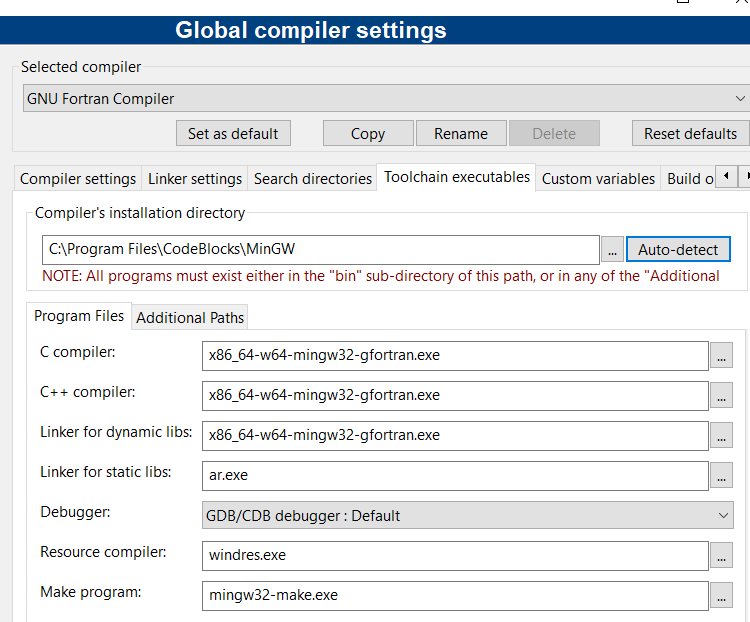 Global compiler settings
Selected compiler
GNU Fortran Compiler
Set as default Copy Rename Delete Reset defaults
Compiler settings Linker settings Search directories Toolchain executables Custom variables Build o
Compiler's installation directory
C:\Program Files\CodeBlocks\MinGW ... Auto-detect
NOTE: All programs must exist either in the "bin" sub-directory of this path, or in any of the "Additional
Program Files Additional Paths
C compiler: x86_64-w64-mingw32-gfortran.exe ...
C++ compiler: x86_64-w64-mingw32-gfortran.exe ...
Linker for dynamic libs: x86_64-w64-mingw32-gfortran.exe ...
Linker for static libs: ar.exe ...
Debugger: GDB/CDB debugger : Default
Resource compiler: windres.exe ...
Make program: mingw32-make.exe ...